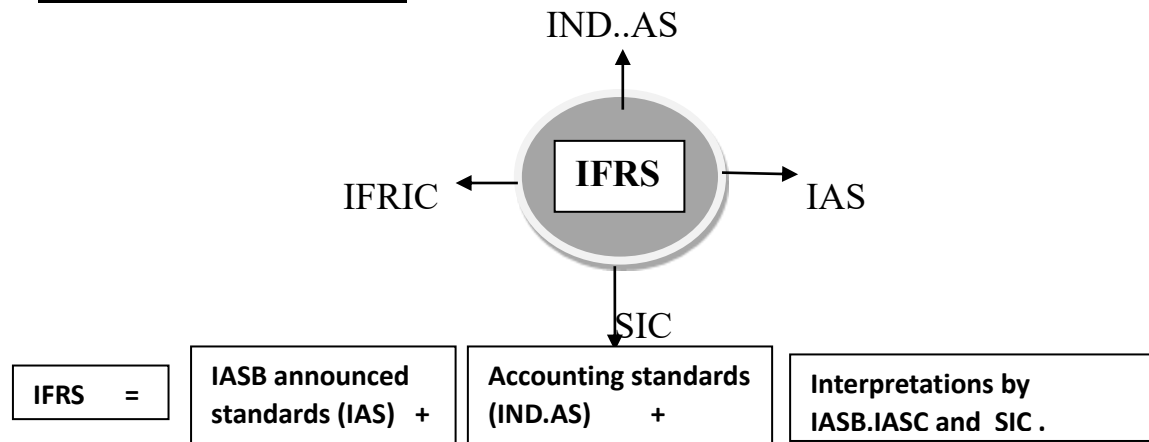 IND..AS
IFRS
IFRIC
IAS
SIC
IFRS =
IASB announced
standards (IAS) +
Accounting standards
(IND.AS) +
Interpretations by
IASB.IASC and SIC .